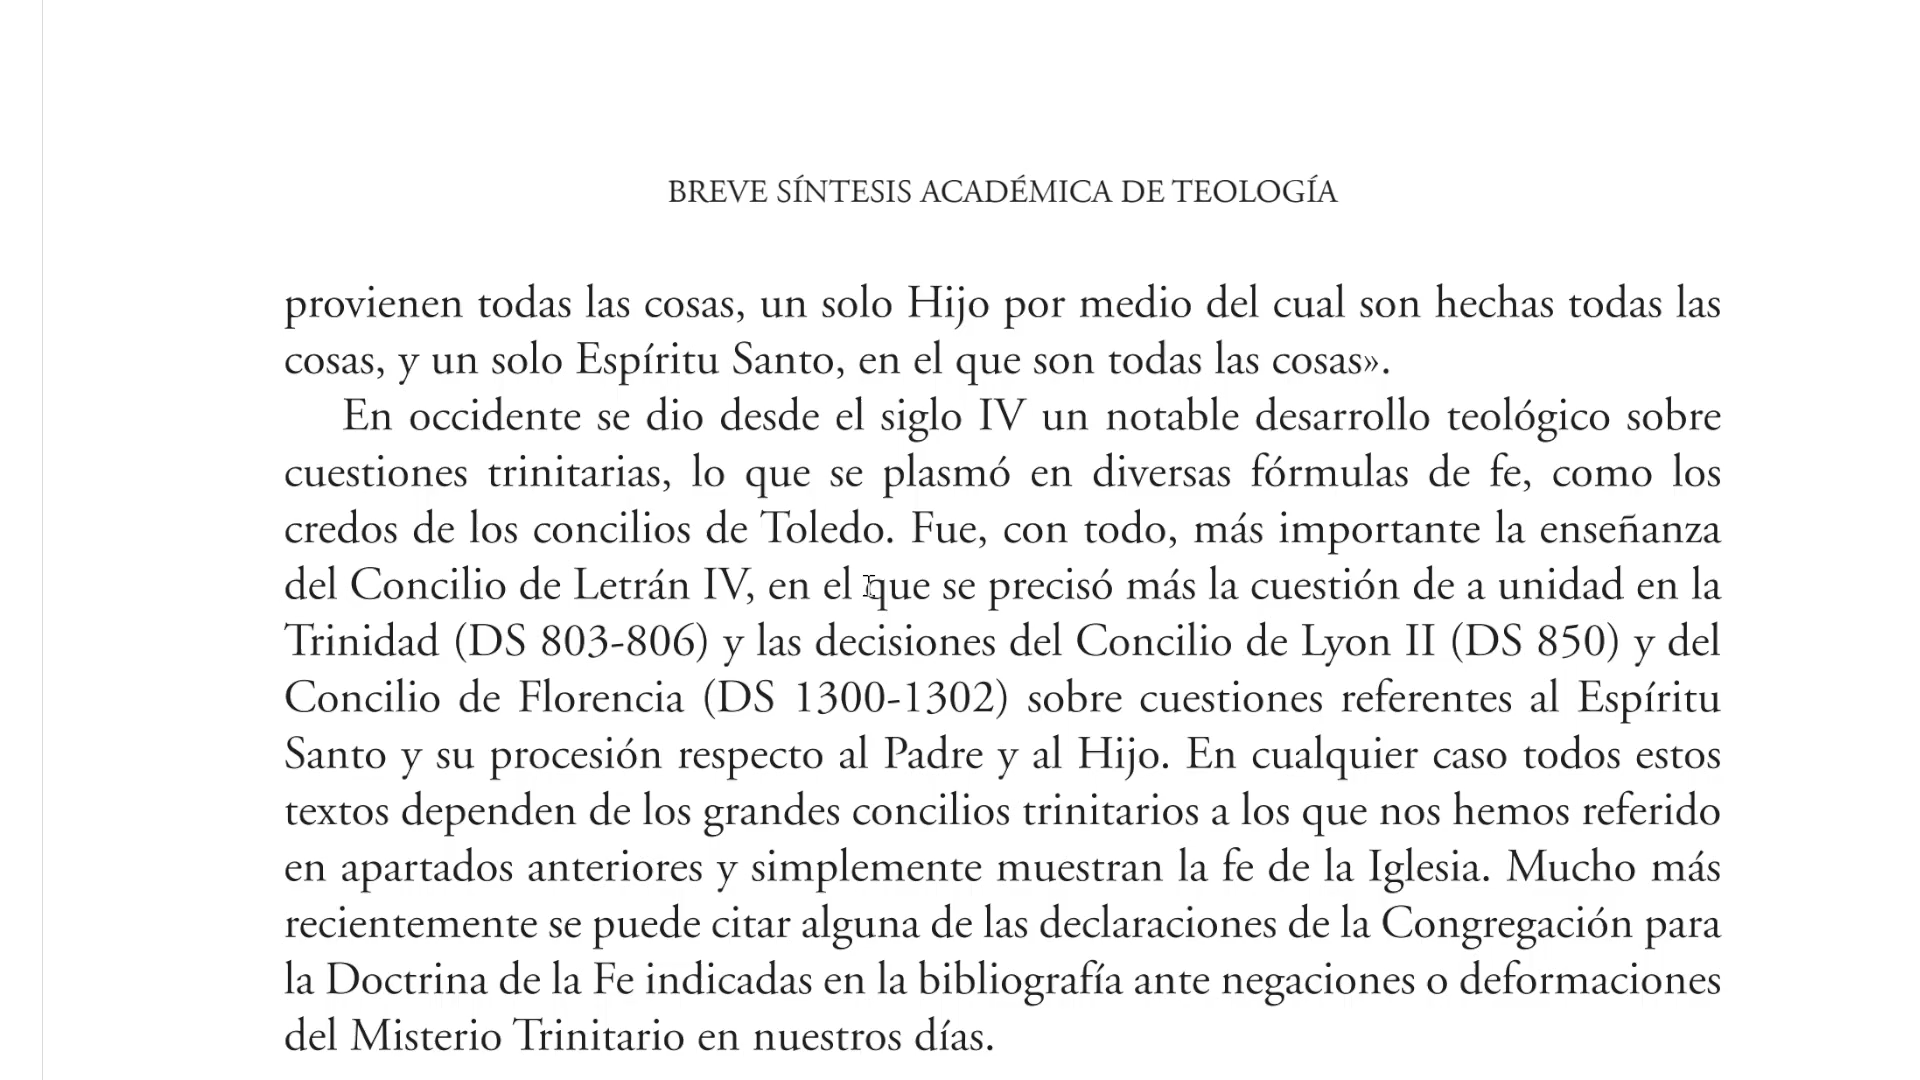 BREVE SÍNTESIS ACADÉMICA DE TEOLOGÍA
provienen todas las cosas, un solo Hijo por medio del cual son hechas todas las
cosas, y un solo Espíritu Santo, en el que son todas las cosas».
En occidente se dio desde el siglo IV un notable desarrollo teológico sobre
cuestiones trinitarias, lo que se plasmó en diversas fórmulas de fe, como los
credos de los concilios de Toledo. Fue, con todo, más importante la enseñanza
del Concilio de Letrán IV, en el que se precisó más la cuestión de a unidad en la
Trinidad (DS 803-806) y las decisiones del Concilio de Lyon II (DS 850) y del
Concilio de Florencia (DS 1300-1302) sobre cuestiones referentes al Espíritu
Santo y su procesión respecto al Padre y al Hijo. En cualquier caso todos estos
textos dependen de los grandes concilios trinitarios a los que nos hemos referido
en apartados anteriores y simplemente muestran la fe de la Iglesia. Mucho más
recientemente se puede citar alguna de las declaraciones de la Congregación para
la Doctrina de la Fe indicadas en la bibliografía ante negaciones o deformaciones
del Misterio Trinitario en nuestros días.